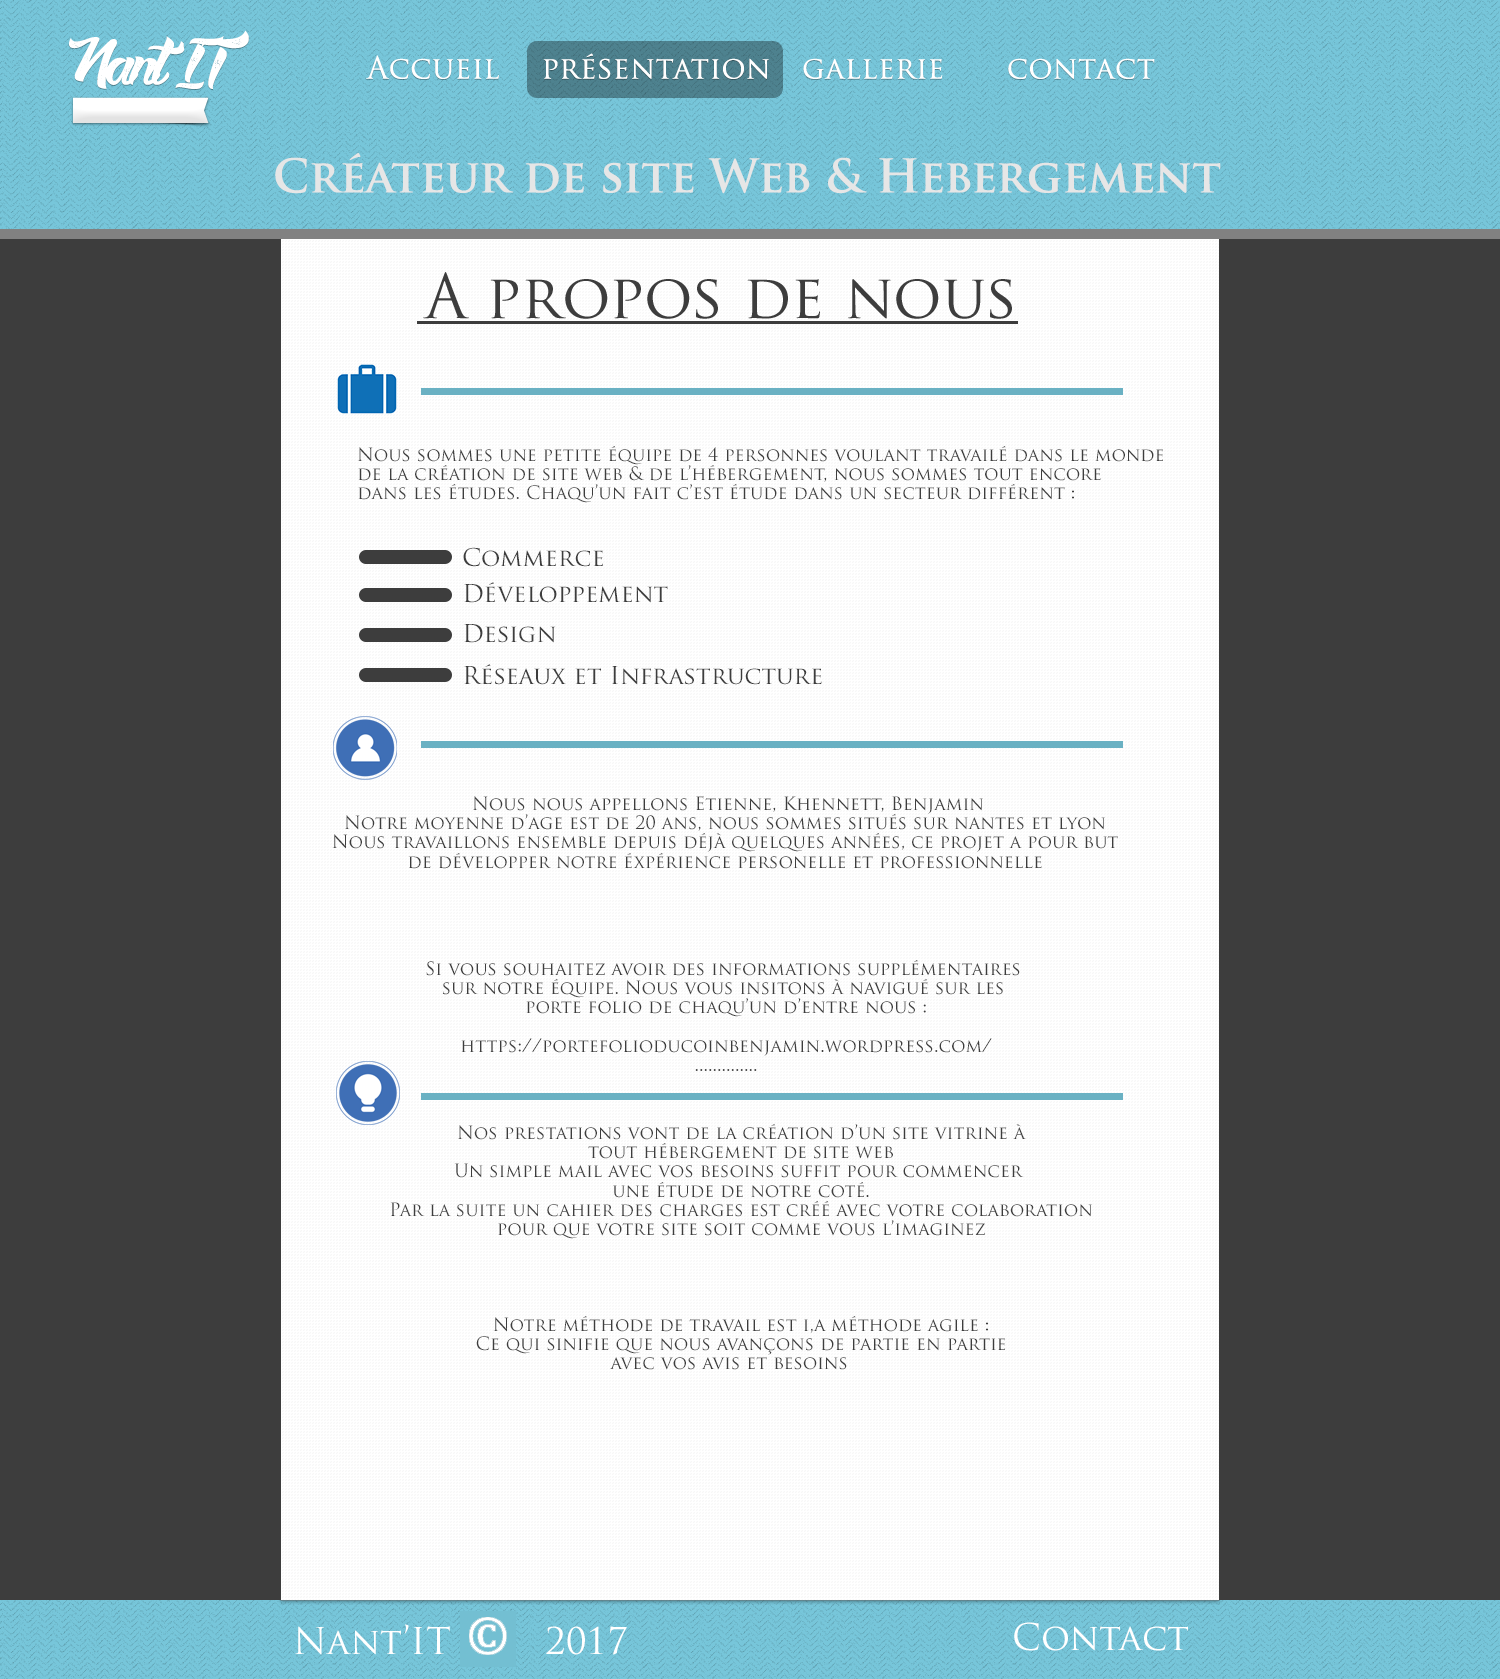 Nant IT
Accueil présentation gallerie contact
Créateur de site Web & Hebergement
A propos de nous
Nous sommes une petite équipe de 4 personnes voulant travailé dans le monde
de la création de site web & de l'hébergement, nous sommes tout encore
dans les études. Chaqu'un fait c'est étude dans un secteur différent :
Commerce
Développement
Design
Réseaux et Infrastructure
Nous nous appellons Etienne, Khennett, Benjamin
Notre moyenne d'age est de 20 ans, nous sommes situés sur nantes et lyon
Nous travaillons ensemble depuis déjà quelques années, ce projet a pour but
de développer notre éxpérience personelle et professionnelle
Si vous souhaitez avoir des informations supplémentaires
sur notre équipe. Nous vous insitons à navigué sur les
porte folio de chaqu'un d'entre nous :
https://portefolioducoinbenjamin.wordpress.com/
..............
Nos prestations vont de la création d'un site vitrine à
tout hébergement de site web
Un simple mail avec vos besoins suffit pour commencer
une étude de notre coté.
Par la suite un cahier des charges est créé avec votre colaboration
pour que votre site soit comme vous l'imaginez
Notre méthode de travail est i,a méthode agile :
Ce qui sinifie que nous avançons de partie en partie
avec vos avis et besoins
Nant'IT © 2017 Contact